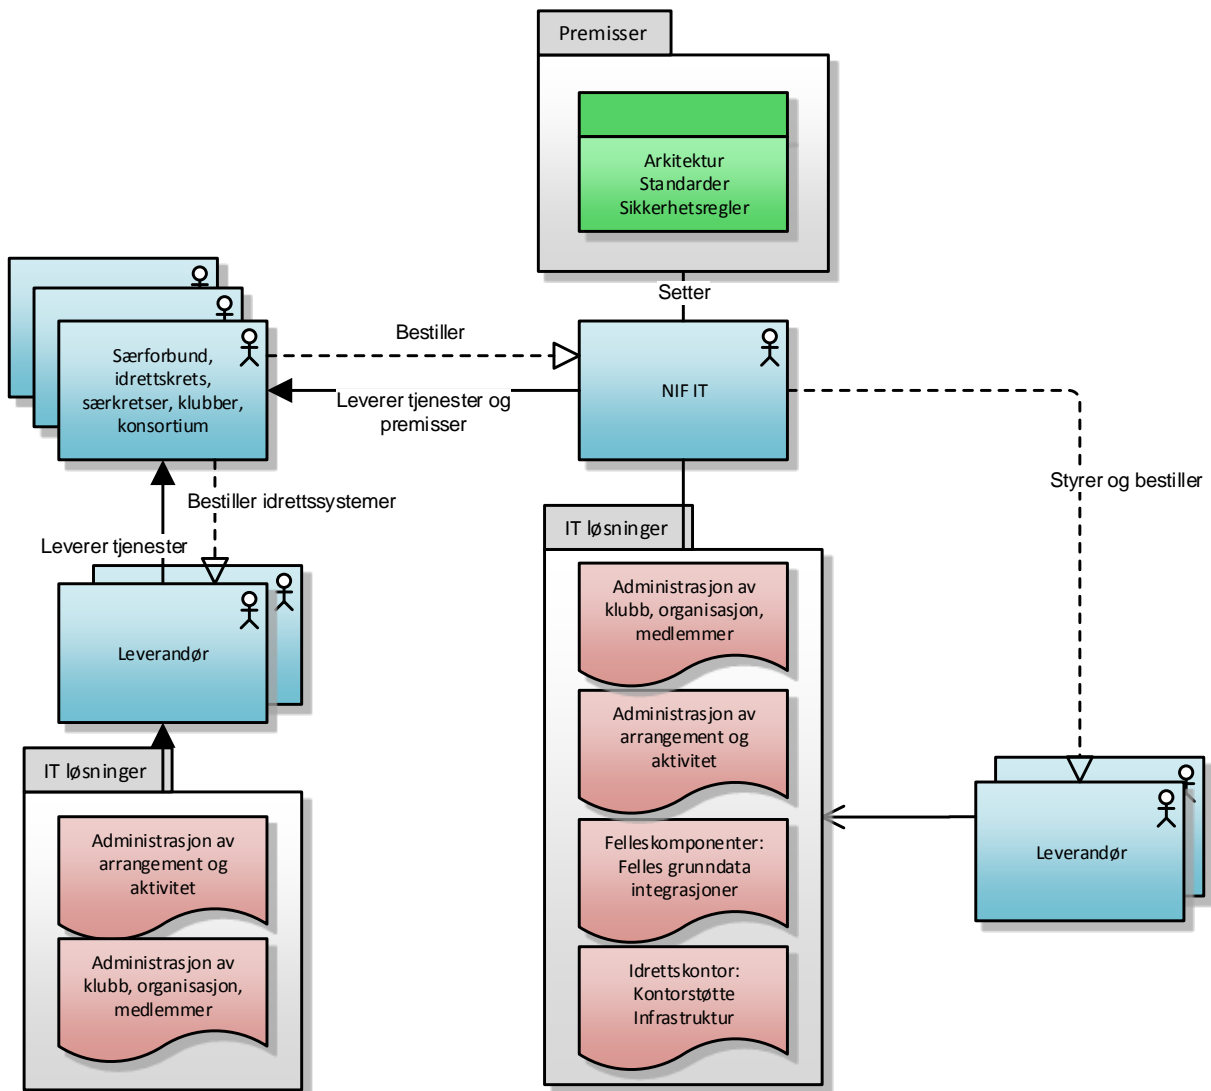 Premisser
Arkitektur
Standarder
Sikkerhetsregler
Setter
Særforbund,
idrettskrets,
særkretser, klubber,
konsortium
Bestiller
Leverer tjenester og
premisser
NIF IT
Styrer og bestiller
Bestiller idrettssystemer
Leverer tjenester
Leverandør
IT løsninger
Administrasjon av
arrangement og
aktivitet
Administrasjon av
klubb, organisasjon,
medlemmer
IT løsninger
Administrasjon av
klubb, organisasjon,
medlemmer
Administrasjon av
arrangement og
aktivitet
Felleskomponenter:
Felles grunndata
integrasjoner
Idrettskontor:
Kontorstøtte
Infrastruktur
Leverandør